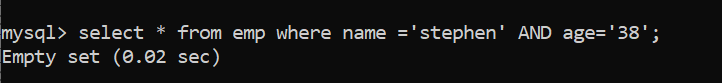 mysql> select * from emp where name ='stephen' AND age='38';
Empty set (0.02 sec)